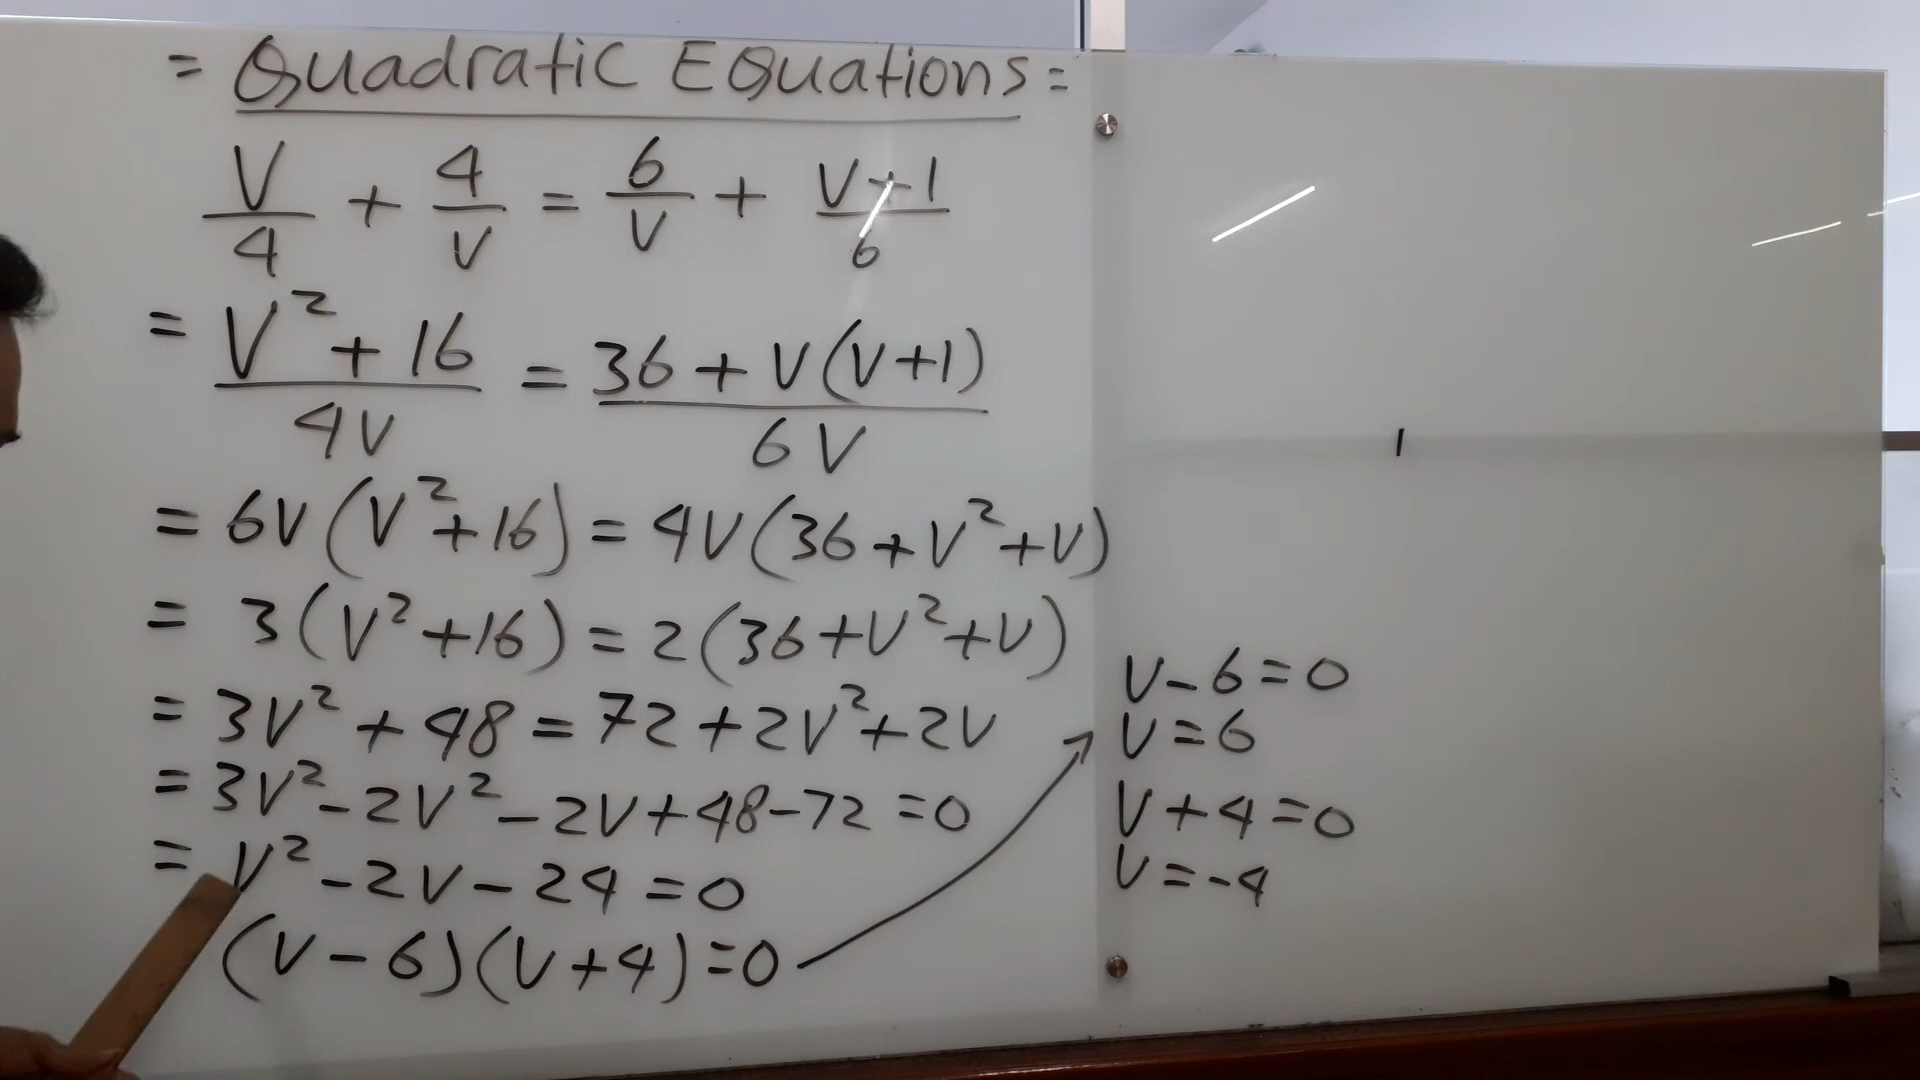 = Quadratic Equations =
V/4 + 4/V = 6/V + V+1/6
= V² + 16 / 4V = 36 + V(V+1) / 6V
= 6V(V²+16) = 4V(36+V²+V)
= 3(V²+16) = 2(36+V²+V)
= 3V² + 48 = 72 + 2V² + 2V
= 3V² - 2V² - 2V + 48 - 72 = 0
= V² - 2V - 24 = 0
(V - 6)(V + 4) = 0
V - 6 = 0
V = 6
V + 4 = 0
V = -4